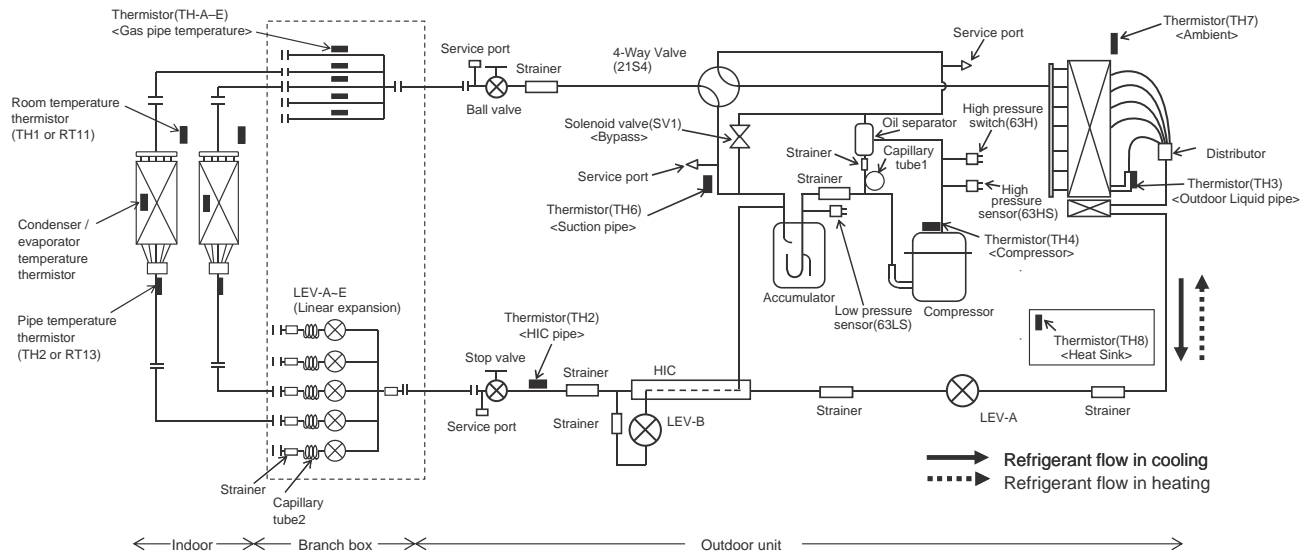 Thermistor(TH-A–E)
<Gas pipe temperature>
Service port
Strainer
Ball valve
4-Way Valve
(21S4)
Service port
Thermistor(TH7)
<Ambient>
Room temperature
thermistor
(TH1 or RT11)
Solenoid valve(SV1)
<Bypass>
Oil separator
High pressure
switch(63H)
Strainer
Capillary
tube1
Distributor
Service port
Strainer
High
pressure
sensor(63HS)
Thermistor(TH3)
<Outdoor Liquid pipe>
Condenser /
evaporator
temperature
thermistor
Thermistor(TH6)
<Suction pipe>
Thermistor(TH4)
<Compressor>
Accumulator
Low pressure
sensor(63LS)
Compressor
Pipe temperature
thermistor
(TH2 or RT13)
LEV-A~E
(Linear expansion)
Thermistor(TH2)
<HIC pipe>
Thermistor(TH8)
<Heat Sink>
Stop valve
Strainer
HIC
Service port
Strainer
LEV-B
Strainer
LEV-A
Strainer
Refrigerant flow in cooling
Refrigerant flow in heating
Strainer
Capillary
tube2
Indoor
Branch box
Outdoor unit